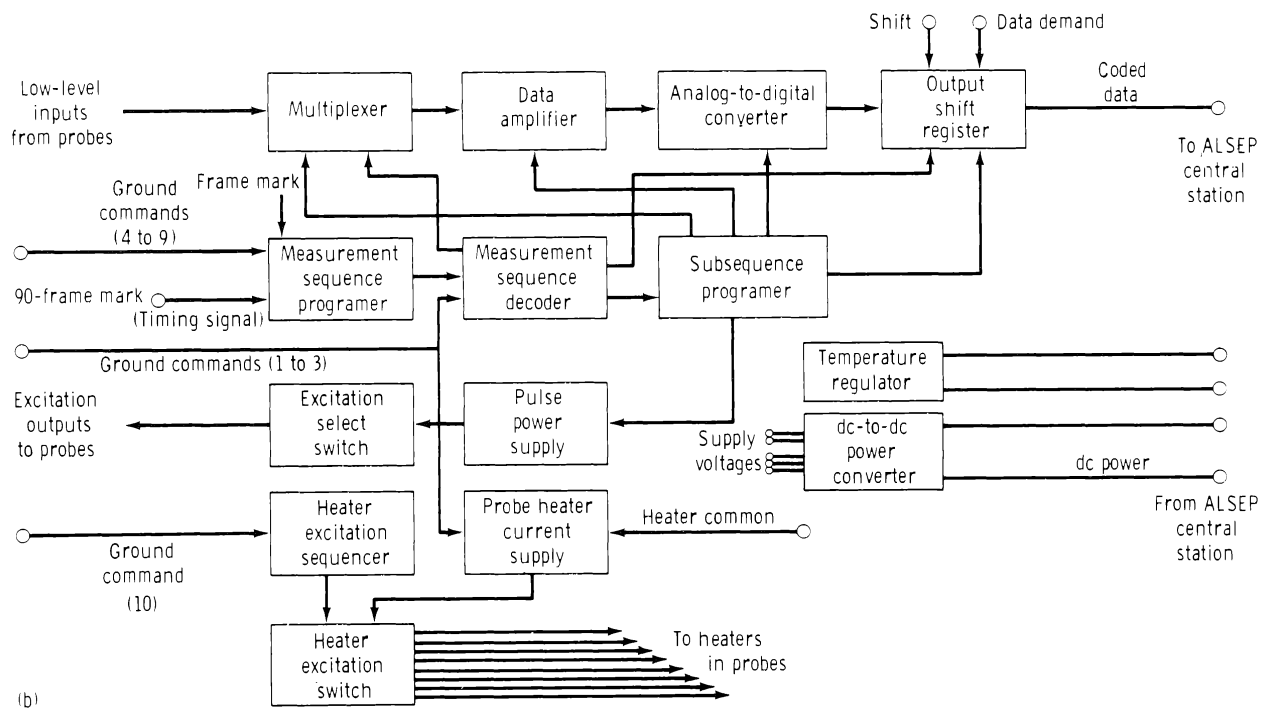 Shift
Data demand
Low-level
inputs
from probes
Multiplexer
Data
amplifier
Analog-to-digital
converter
Output
shift
register
Coded
data
To ALSEP
central
station
Ground
commands
(4 to 9)
Frame mark
Measurement
sequence
programer
Measurement
sequence
decoder
Subsequence
programer
90-frame mark
(Timing signal)
Ground commands (1 to 3)
Temperature
regulator
Excitation
outputs
to probes
Excitation
select
switch
Pulse
power
supply
Supply
voltages
dc-to-dc
power
converter
dc power
From ALSEP
central
station
Heater
excitation
sequencer
Probe heater
current
supply
Heater common
Ground
command
(10)
Heater
excitation
switch
To heaters
in probes
(b)